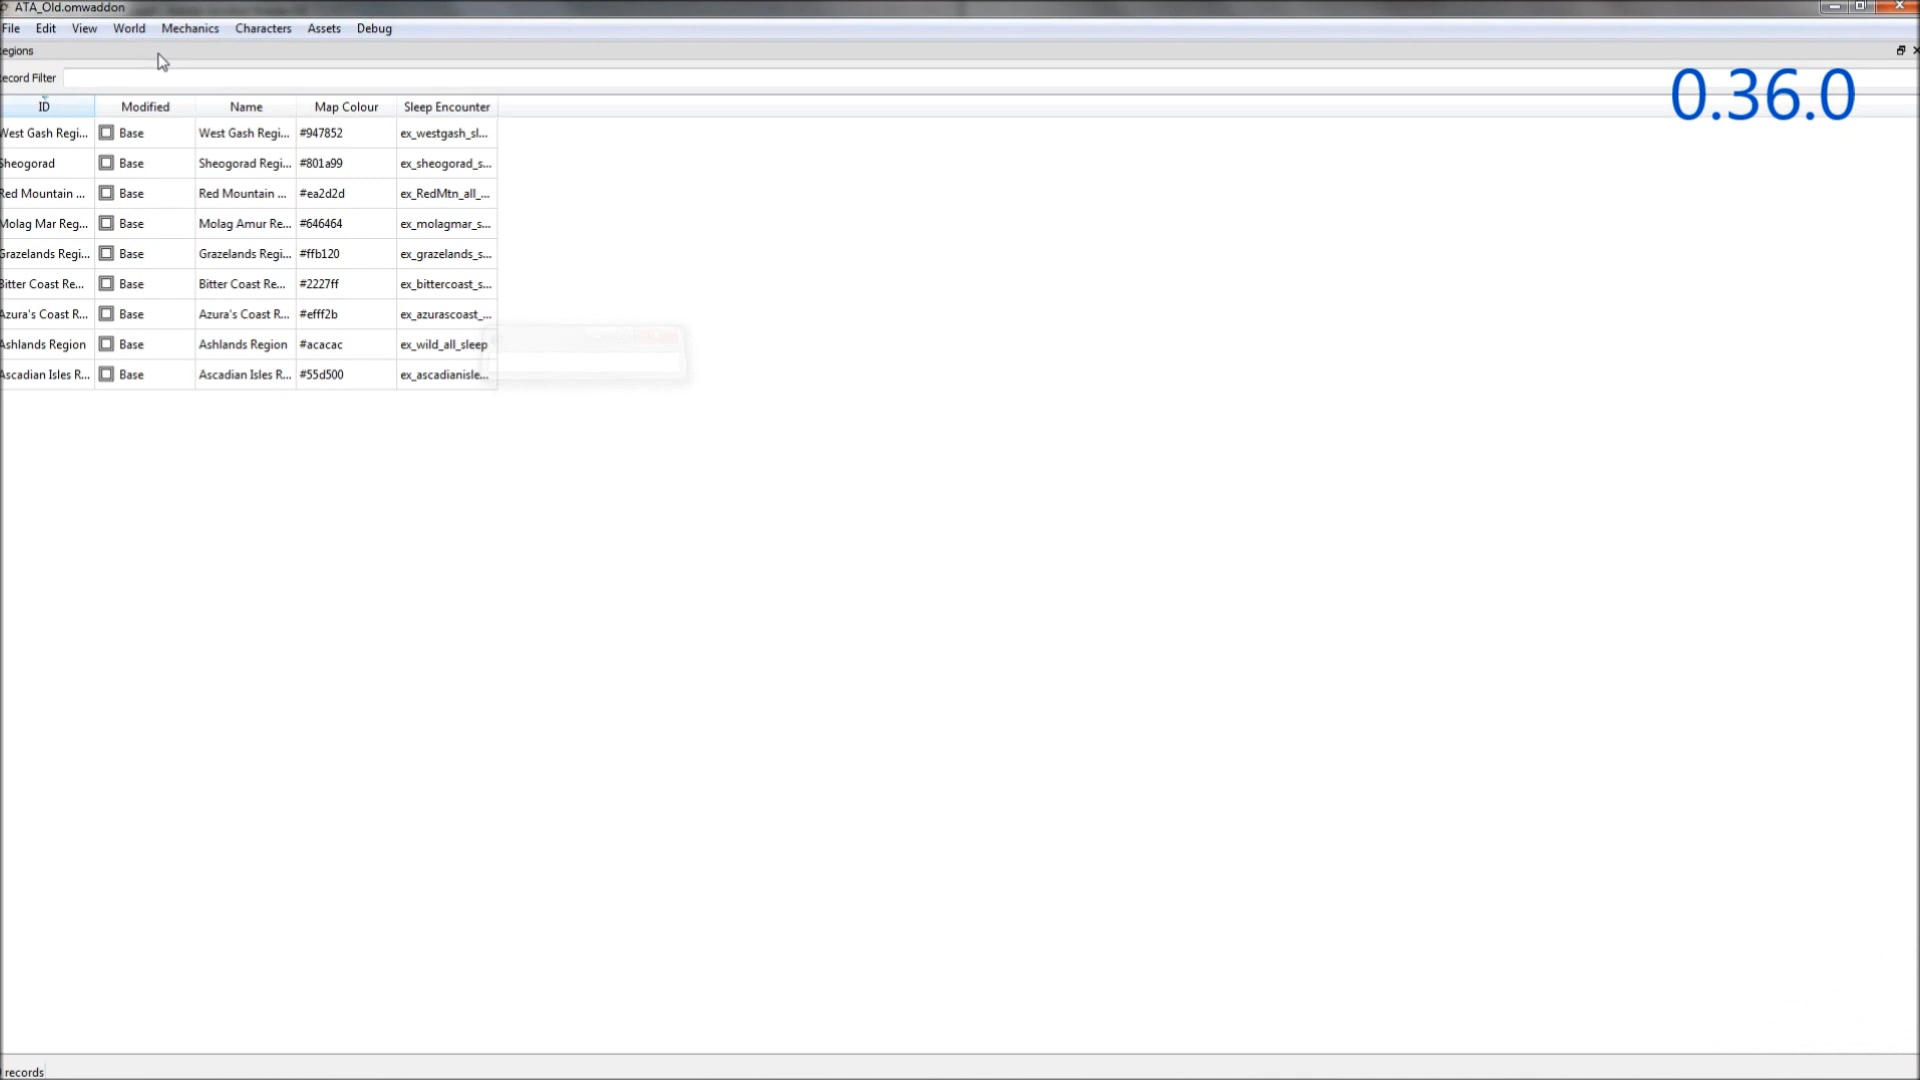 ATA_Old.omwaddon
File Edit View World Mechanics Characters Assets Debug
egions
ecord Filter
0.36.0
ID Modified Name Map Colour Sleep Encounter
West Gash Regi... Base West Gash Regi... #947852 ex_westgash_sl...
Sheogorad Base Sheogorad Regi... #801a99 ex_sheogorad_s...
Red Mountain ... Base Red Mountain ... #ea2d2d ex_RedMtn_all_...
Molag Mar Reg... Base Molag Amur Re... #646464 ex_molagmar_s...
Grazelands Regi... Base Grazelands Regi... #ffb120 ex_grazelands_s...
Bitter Coast Re... Base Bitter Coast Re... #2227ff ex_bittercoast_s...
Azura's Coast R... Base Azura's Coast R... #efff2b ex_azurascoast_...
Ashlands Region Base Ashlands Region #acacac ex_wild_all_sleep
Ascadian Isles R... Base Ascadian Isles R... #55d500 ex_ascadianisle...
records